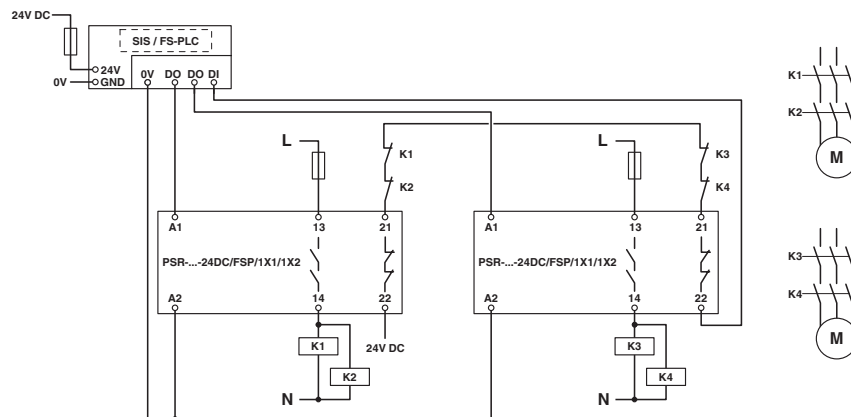 24V DC
SIS / FS-PLC
24V
0V DO DO DI
0V GND
K1
K2
M
L
K1
K2
L
K3
K4
A1 13 21
PSR-...-24DC/FSP/1X1/1X2
A2 14 22
A1 13 21
PSR-...-24DC/FSP/1X1/1X2
A2 14 22
K3
K4
M
K1
K2
N
24V DC
K3
K4
N